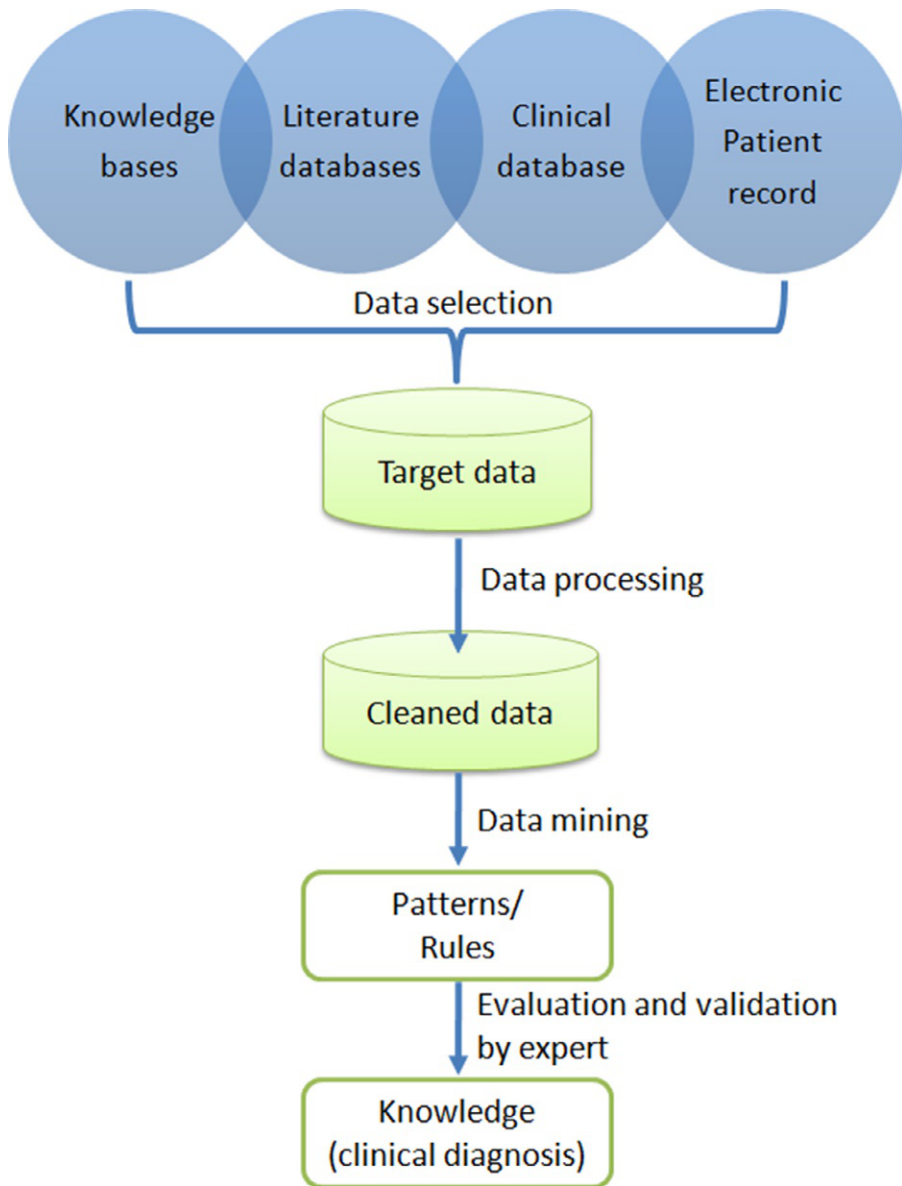 Knowledge
bases
Literature
databases
Clinical
database
Electronic
Patient
record
Data selection
Target data
Data processing
Cleaned data
Data mining
Patterns/
Rules
Evaluation and validation
by expert
Knowledge
(clinical diagnosis)